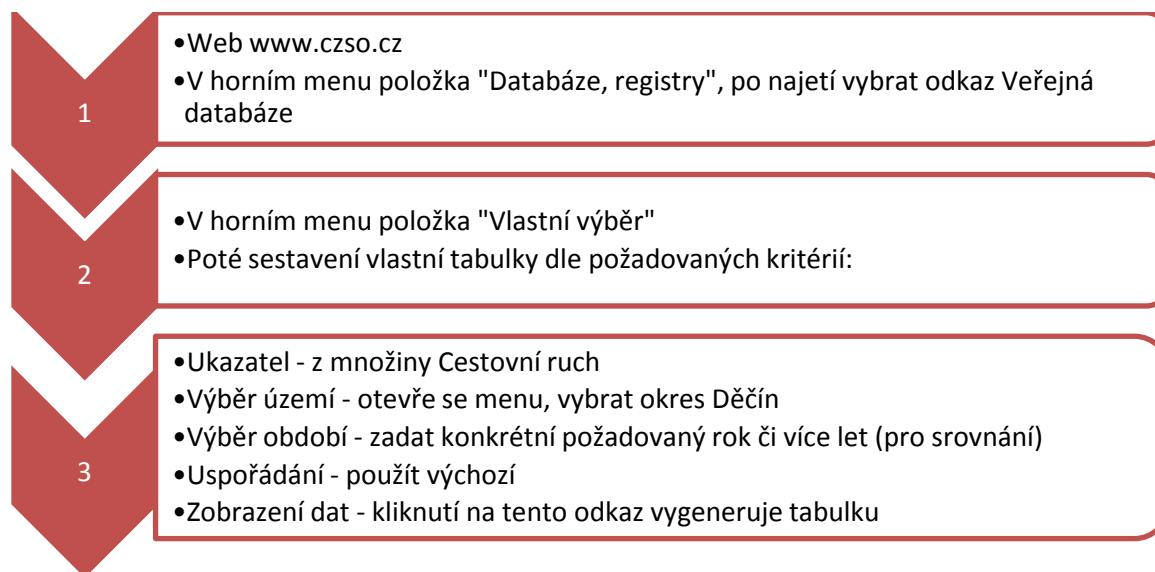 1
•Web www.czso.cz
•V horním menu položka "Databáze, registry", po najetí vybrat odkaz Veřejná
databáze
2
•V horním menu položka "Vlastní výběr"
•Poté sestavení vlastní tabulky dle požadovaných kritérií:
3
•Ukazatel - z množiny Cestovní ruch
•Výběr území - otevře se menu, vybrat okres Děčín
•Výběr období - zadat konkrétní požadovaný rok či více let (pro srovnání)
•Uspořádání - použít výchozí
•Zobrazení dat - kliknutí na tento odkaz vygeneruje tabulku